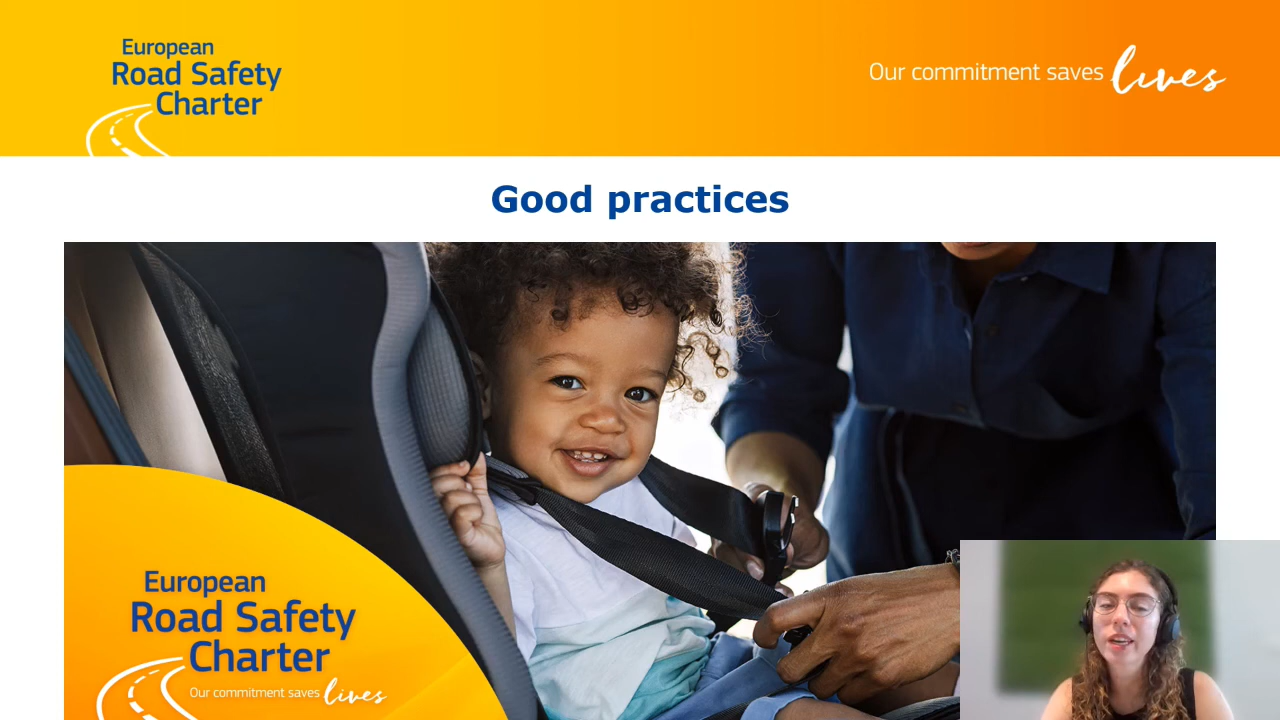 European
Road Safety
Charter
Our commitment saves lives
Good practices
European
Road Safety
Charter
Our commitment saves lives